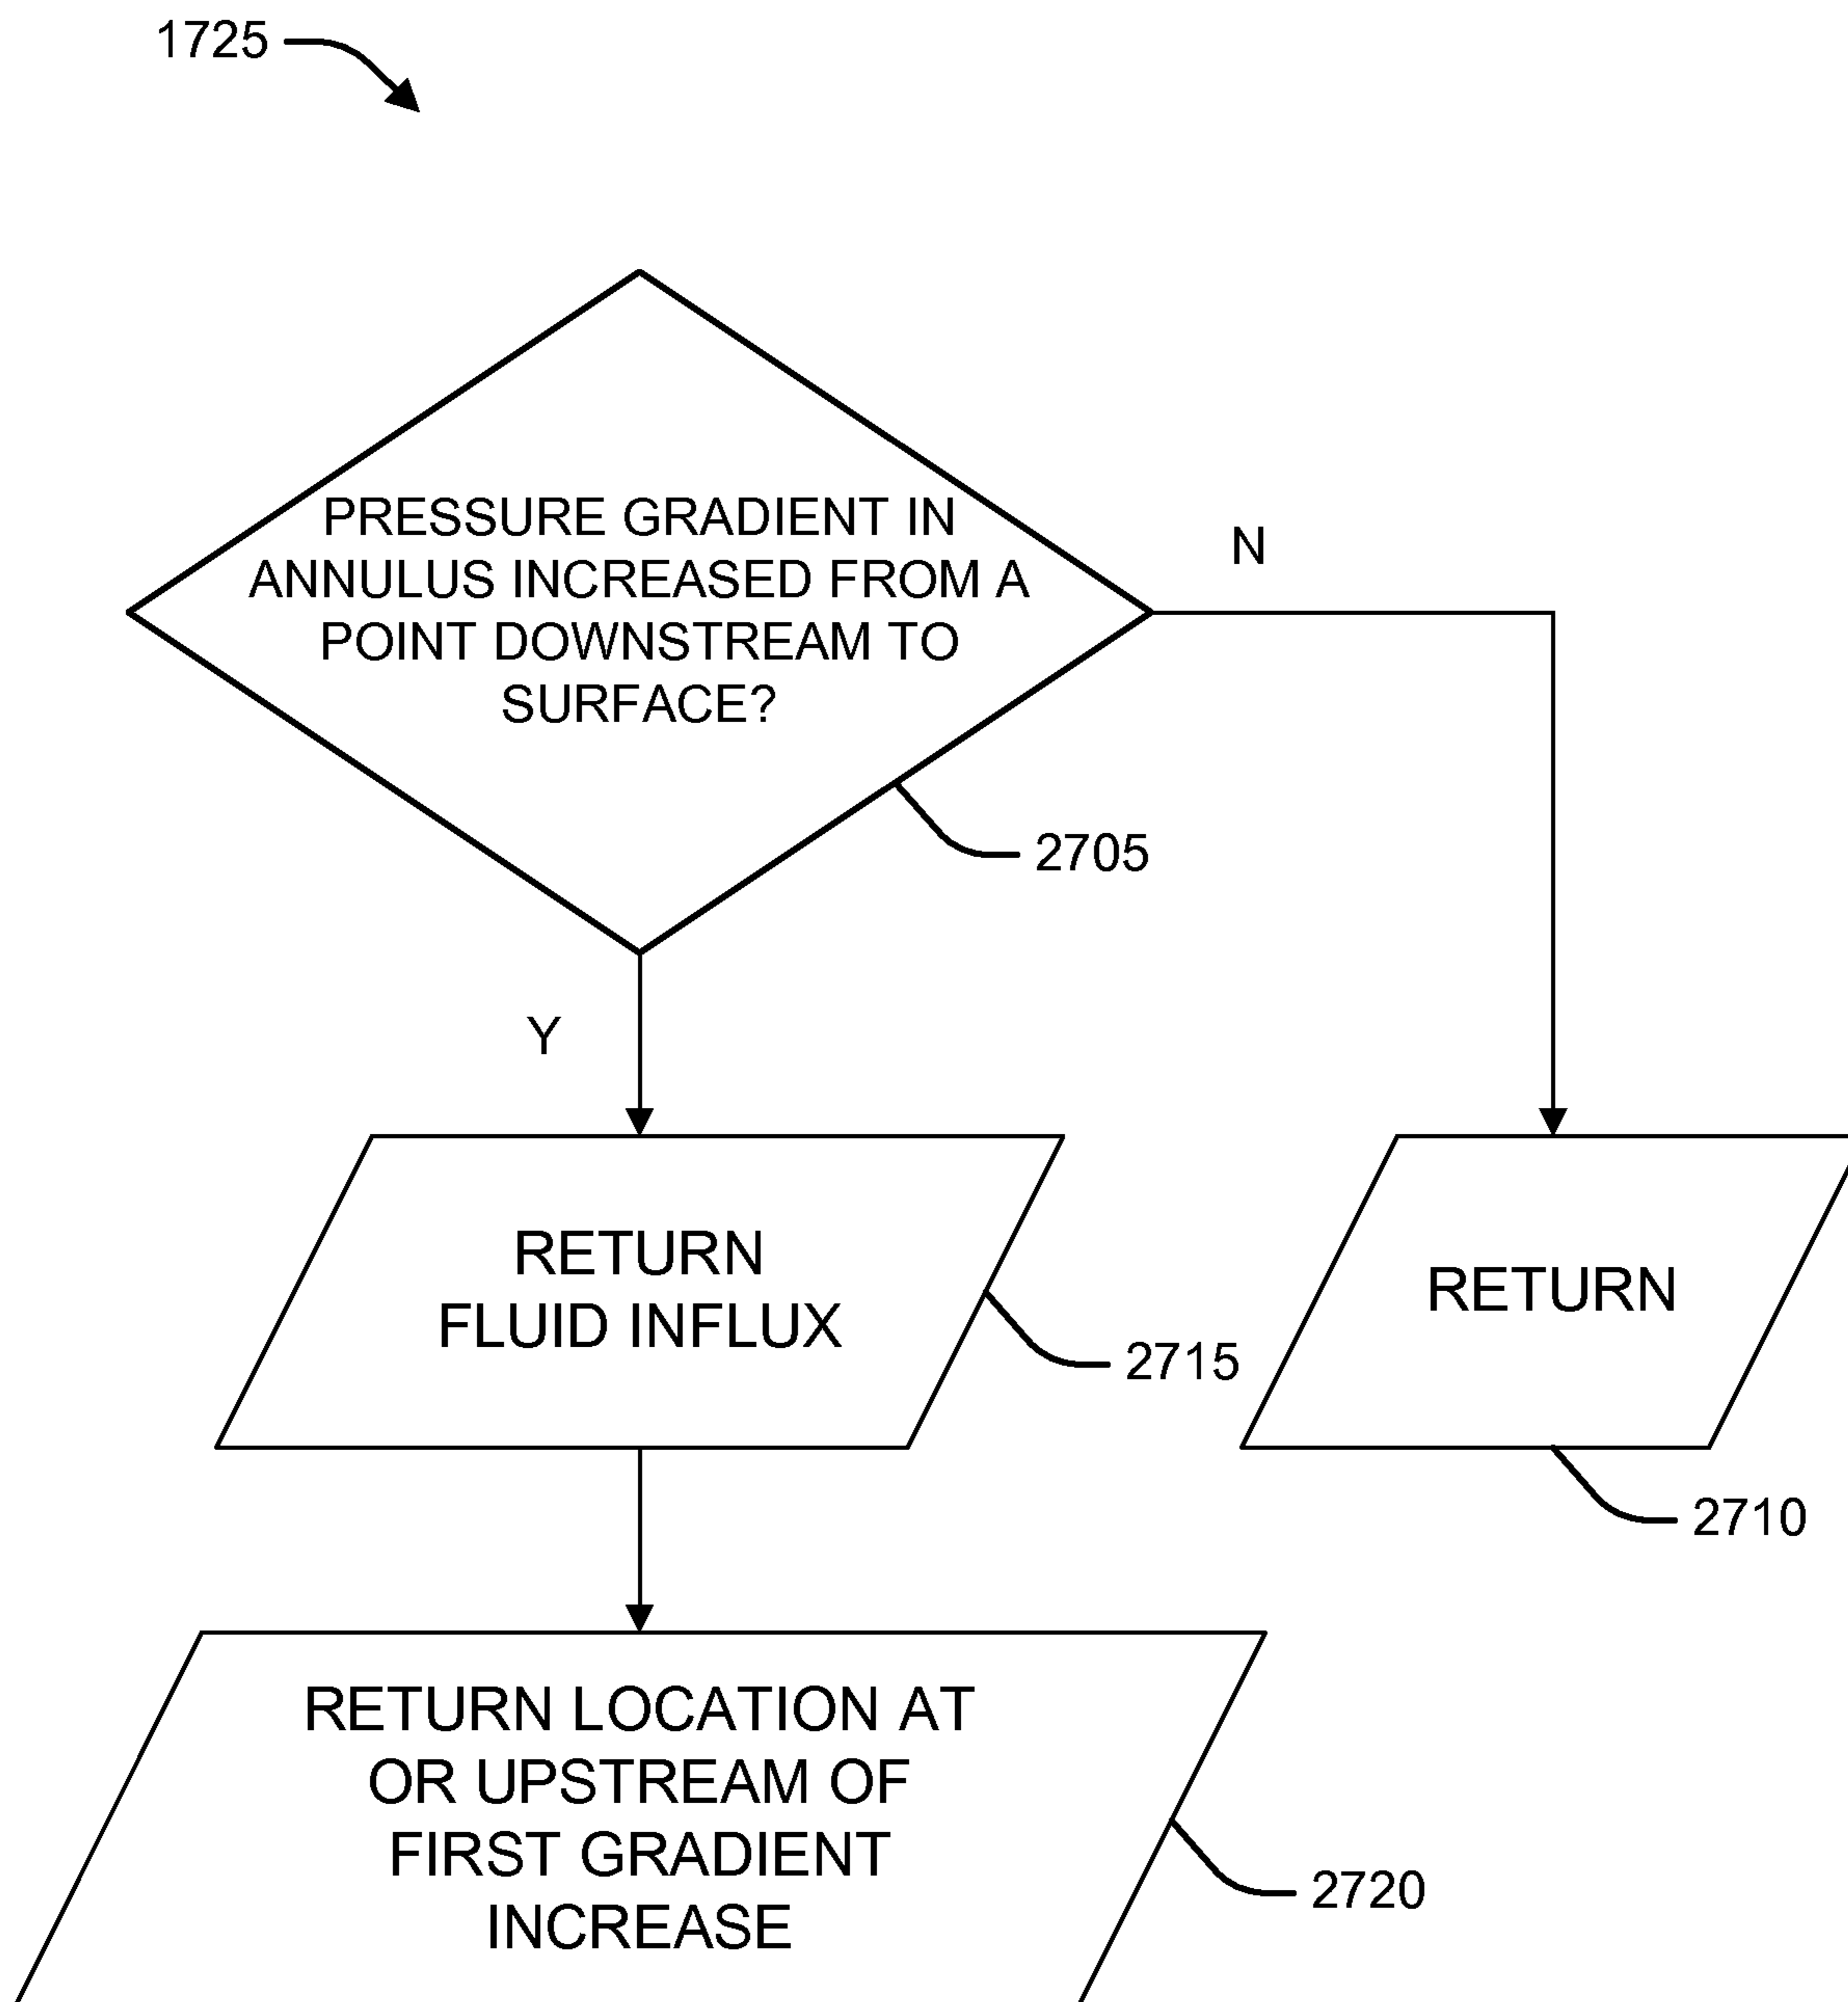 1725
PRESSURE GRADIENT IN
ANNULUS INCREASED FROM A
POINT DOWNSTREAM TO
SURFACE?
N
2705
Y
RETURN
FLUID INFLUX
2715
RETURN
2710
RETURN LOCATION AT
OR UPSTREAM OF
FIRST GRADIENT
INCREASE
2720